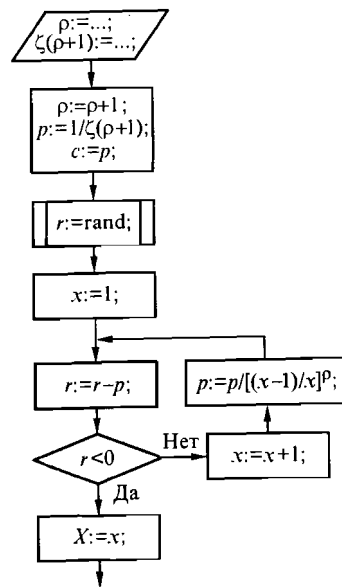 ρ:=...;
ζ(ρ+1):=...;
ρ:=ρ+1;
p:=1/ζ(ρ+1);
c:=p;
r:=rand;
x:=1;
r:=r−p;
p:=p/[(x−1)/x]^ρ;
r<0
Нет
x:=x+1;
Да
X:=x;